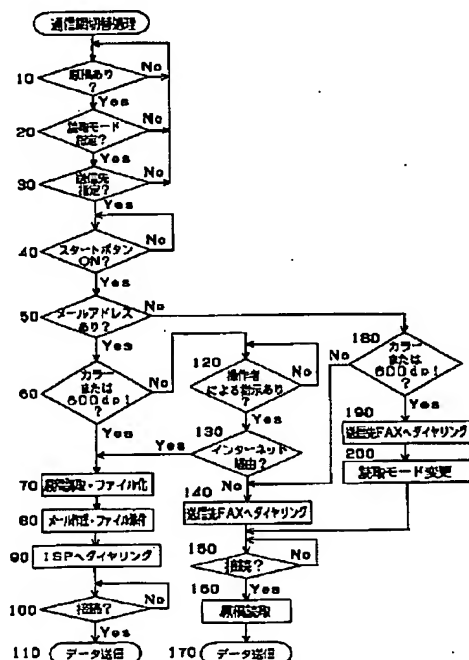 通信網切替処理
10
原稿あり
?
No
Yes
20
読取モード
指定?
No
Yes
30
送信先
指定?
No
Yes
40
スタートボタン
ON?
No
Yes
50
メールアドレス
あり?
No
Yes
60
カラー
または
600dpi
?
No
Yes
120
操作者
による指示あり
?
No
Yes
130
インターネット
経由?
Yes
No
180
カラー
または
600dpi
?
No
Yes
190
送信先FAXへダイヤリング
200
読取モード変更
70
原稿読取・ファイル化
80
メール作成・ファイル添付
90
ISPへダイヤリング
100
接続?
No
Yes
110
データ送信
140
送信先FAXへダイヤリング
150
接続?
No
Yes
160
原稿読取
170
データ送信